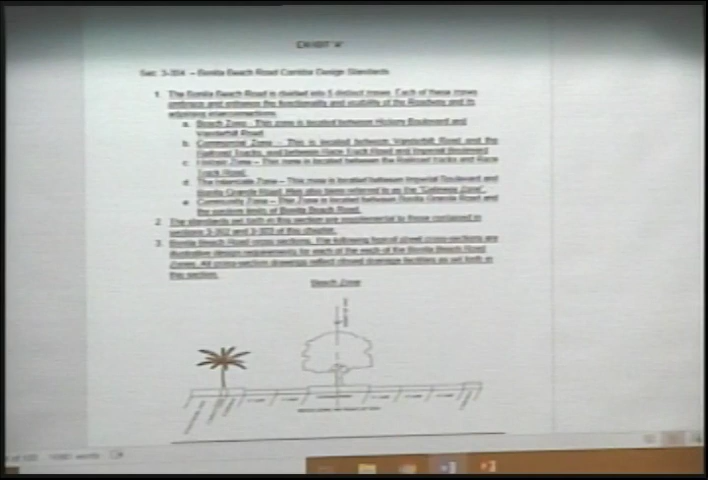 EXHIBIT "A"
Sec. 3-304 – Bonita Beach Road Corridor Design Standards
1. The Bonita Beach Road is divided into 5 distinct zones. Each of these zones
embrace and enhance the functionality and usability of the Roadway and its
adjoining
a. Beach Zone - This zone is located between Hickory Boulevard and
Vanderbilt Road.
b. Commercial Zone - This is located between Vanderbilt Road and the
Railroad Tracks, and between Race Track Road and Imperial Boulevard
c. Historic Zone – This zone is located between the Railroad tracks and Race
Track Road.
d. The Interstate Zone – This zone is located between Imperial Boulevard and
Bonita Grande Road. Has also been referred to as the "Gateway Zone".
e. Community Zone – This Zone is located between Bonita Grande Road and
the eastern limits of Bonita Beach Road.
2. The standards set forth in this section are supplemental to those contained in
sections 3-302 and 3-303 of this chapter.
3. Bonita Beach Road cross sections. The following typical street cross-sections are
illustrative design requirements for each of the each of the Bonita Beach Road
Zones. All cross-section drawings reflect closed drainage facilities as set forth in
this section.
Beach Zone
words